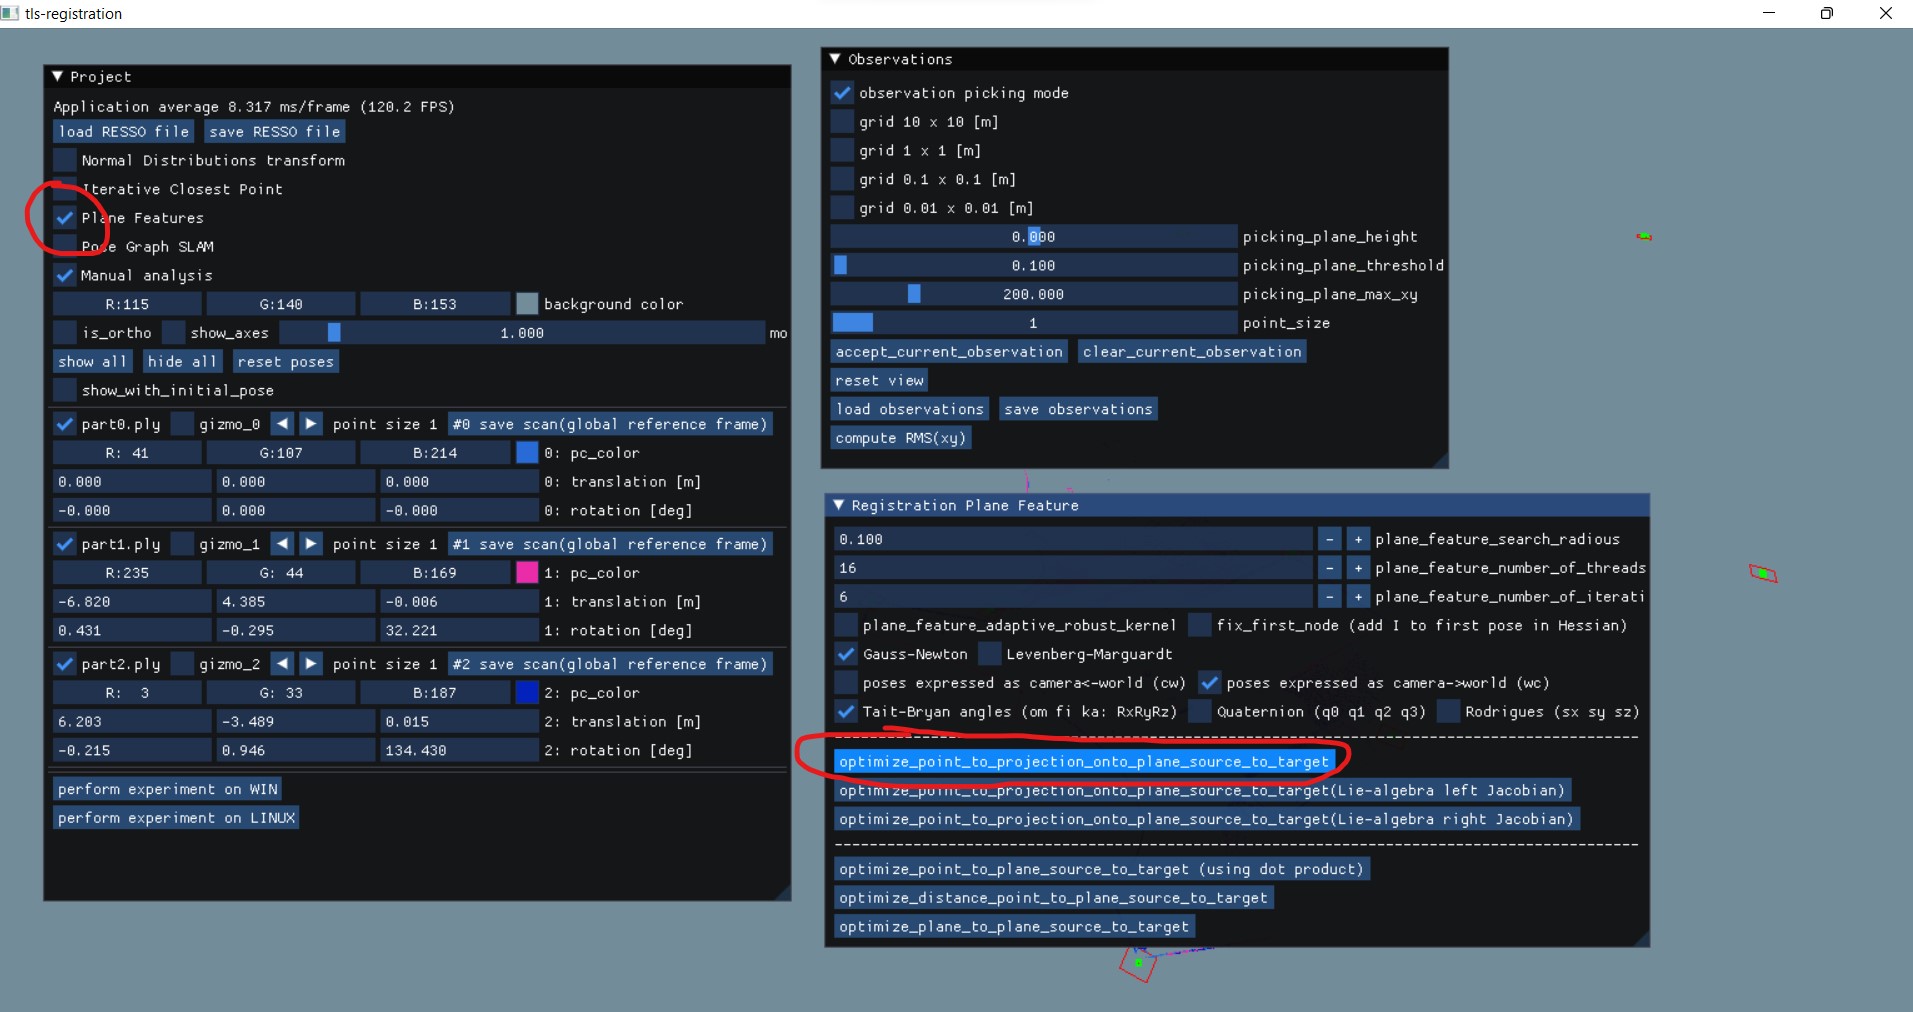 tls-registration
Project
Application average 8.317 ms/frame (120.2 FPS)
load RESSO file save RESSO file
Normal Distributions transform
Iterative Closest Point
Plane Features
Pose Graph SLAM
Manual analysis
R:115 G:140 B:153 background color
is_ortho show_axes 1.000 mo
show all hide all reset poses
show_with_initial_pose
part0.ply gizmo_0 point size 1 #0 save scan(global reference frame)
R: 41 G:107 B:214 0: pc_color
0.000 0.000 0.000 0: translation [m]
-0.000 0.000 -0.000 0: rotation [deg]
part1.ply gizmo_1 point size 1 #1 save scan(global reference frame)
R:235 G: 44 B:169 1: pc_color
-6.820 4.385 -0.006 1: translation [m]
0.431 -0.295 32.221 1: rotation [deg]
part2.ply gizmo_2 point size 1 #2 save scan(global reference frame)
R: 3 G: 33 B:187 2: pc_color
6.203 -3.489 0.015 2: translation [m]
-0.215 0.946 134.430 2: rotation [deg]
perform experiment on WIN
perform experiment on LINUX
Observations
observation picking mode
grid 10 x 10 [m]
grid 1 x 1 [m]
grid 0.1 x 0.1 [m]
grid 0.01 x 0.01 [m]
0.000 picking_plane_height
0.100 picking_plane_threshold
200.000 picking_plane_max_xy
1 point_size
accept_current_observation clear_current_observation
reset view
load observations save observations
compute RMS(xy)
Registration Plane Feature
0.100 - + plane_feature_search_radious
16 - + plane_feature_number_of_threads
6 - + plane_feature_number_of_iterati
plane_feature_adaptive_robust_kernel fix_first_node (add I to first pose in Hessian)
Gauss-Newton Levenberg-Marguardt
poses expressed as camera<-world (cw) poses expressed as camera->world (wc)
Tait-Bryan angles (om fi ka: RxRyRz) Quaternion (q0 q1 q2 q3) Rodrigues (sx sy sz)
optimize_point_to_projection_onto_plane_source_to_target
optimize_point_to_projection_onto_plane_source_to_target(Lie-algebra left Jacobian)
optimize_point_to_projection_onto_plane_source_to_target(Lie-algebra right Jacobian)
optimize_point_to_plane_source_to_target (using dot product)
optimize_distance_point_to_plane_source_to_target
optimize_plane_to_plane_source_to_target